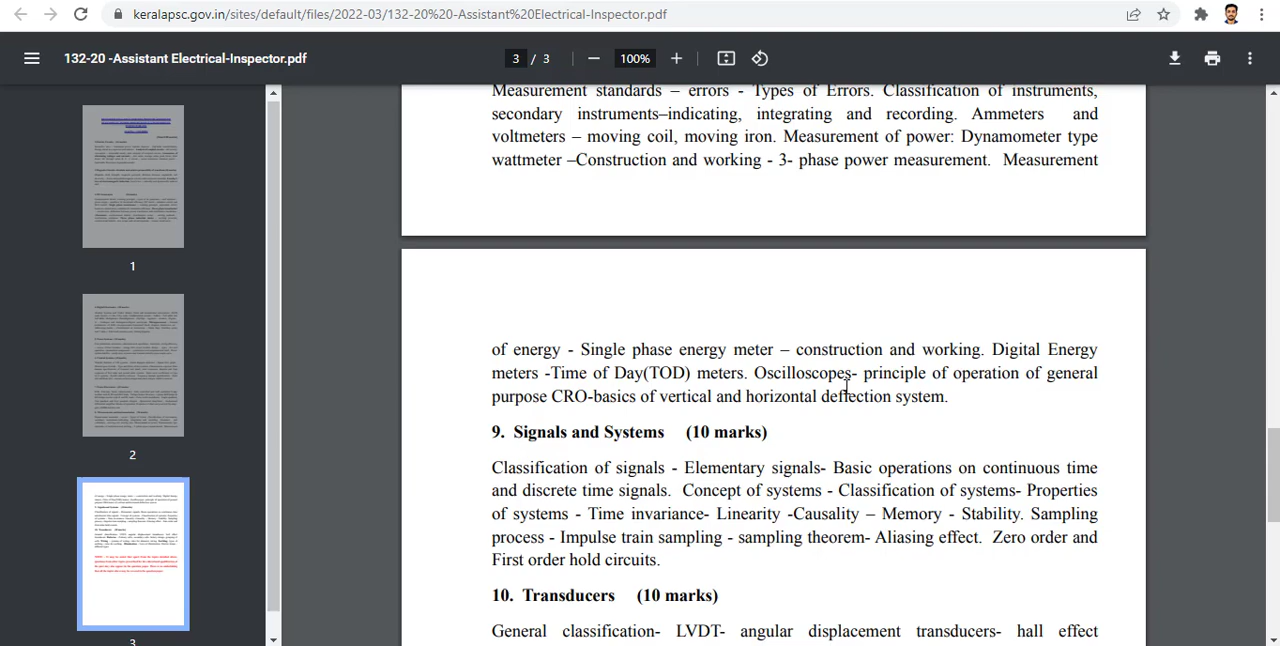 keralapsc.gov.in/sites/default/files/2022-03/132-20%20-Assistant%20Electrical-Inspector.pdf
132-20 -Assistant Electrical-Inspector.pdf
3 / 3
100%
Measurement standards – errors - Types of Errors. Classification of instruments,
secondary instruments–indicating, integrating and recording. Ammeters and
voltmeters – moving coil, moving iron. Measurement of power: Dynamometer type
wattmeter –Construction and working - 3- phase power measurement. Measurement
of energy - Single phase energy meter – construction and working. Digital Energy
meters -Time of Day(TOD) meters. Oscilloscopes- principle of operation of general
purpose CRO-basics of vertical and horizontal deflection system.
9. Signals and Systems (10 marks)
Classification of signals - Elementary signals- Basic operations on continuous time
and discrete time signals. Concept of systems - Classification of systems- Properties
of systems - Time invariance- Linearity -Causality – Memory - Stability. Sampling
process - Impulse train sampling - sampling theorem- Aliasing effect. Zero order and
First order hold circuits.
10. Transducers (10 marks)
General classification- LVDT- angular displacement transducers- hall effect
1
2
3